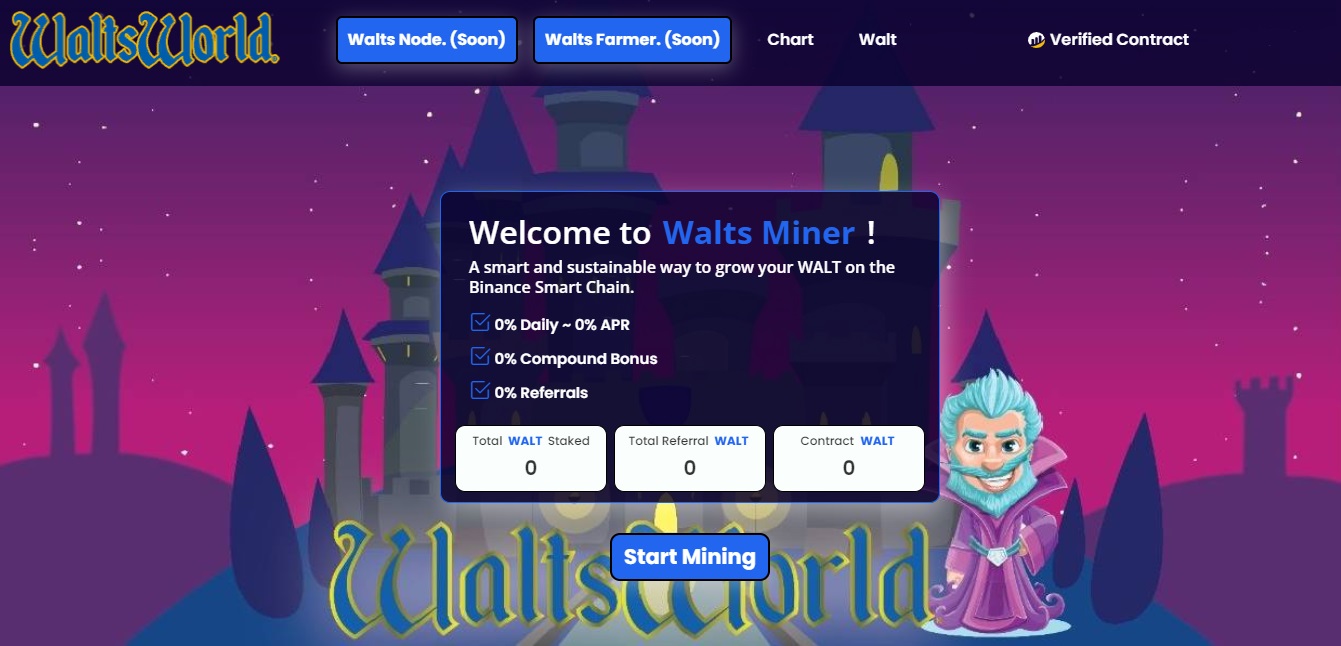 WaltsWorld.
Walts Node. (Soon)
Walts Farmer. (Soon)
Chart
Walt
Verified Contract
Welcome to Walts Miner !
A smart and sustainable way to grow your WALT on the
Binance Smart Chain.
0% Daily ~ 0% APR
0% Compound Bonus
0% Referrals
Total WALT Staked
0
Total Referral WALT
0
Contract WALT
0
Start Mining
WaltsWorld.